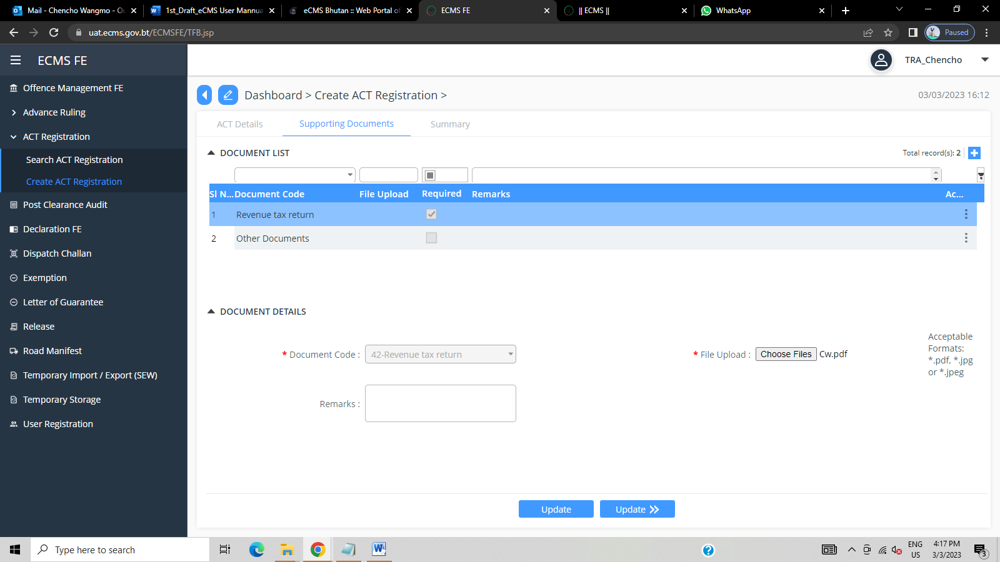 Mail - Chencho Wangmo - Ou
1st_Draft_eCMS User Mannua
eCMS Bhutan :: Web Portal of
ECMS FE
|| ECMS ||
WhatsApp
uat.ecms.gov.bt/ECMSFE/TFB.jsp
Paused
ECMS FE
TRA_Chencho
Offence Management FE
Advance Ruling
ACT Registration
Search ACT Registration
Create ACT Registration
Post Clearance Audit
Declaration FE
Dispatch Challan
Exemption
Letter of Guarantee
Release
Road Manifest
Temporary Import / Export (SEW)
Temporary Storage
User Registration
Dashboard > Create ACT Registration >
03/03/2023 16:12
ACT Details
Supporting Documents
Summary
DOCUMENT LIST
Total record(s): 2
Sl N... Document Code File Upload Required Remarks Ac...
1 Revenue tax return
2 Other Documents
DOCUMENT DETAILS
* Document Code : 42-Revenue tax return
* File Upload : Choose Files Cw.pdf
Acceptable
Formats:
*.pdf, *.jpg
or *.jpeg
Remarks :
Update
Update
Type here to search
ENG
US
4:17 PM
3/3/2023
3